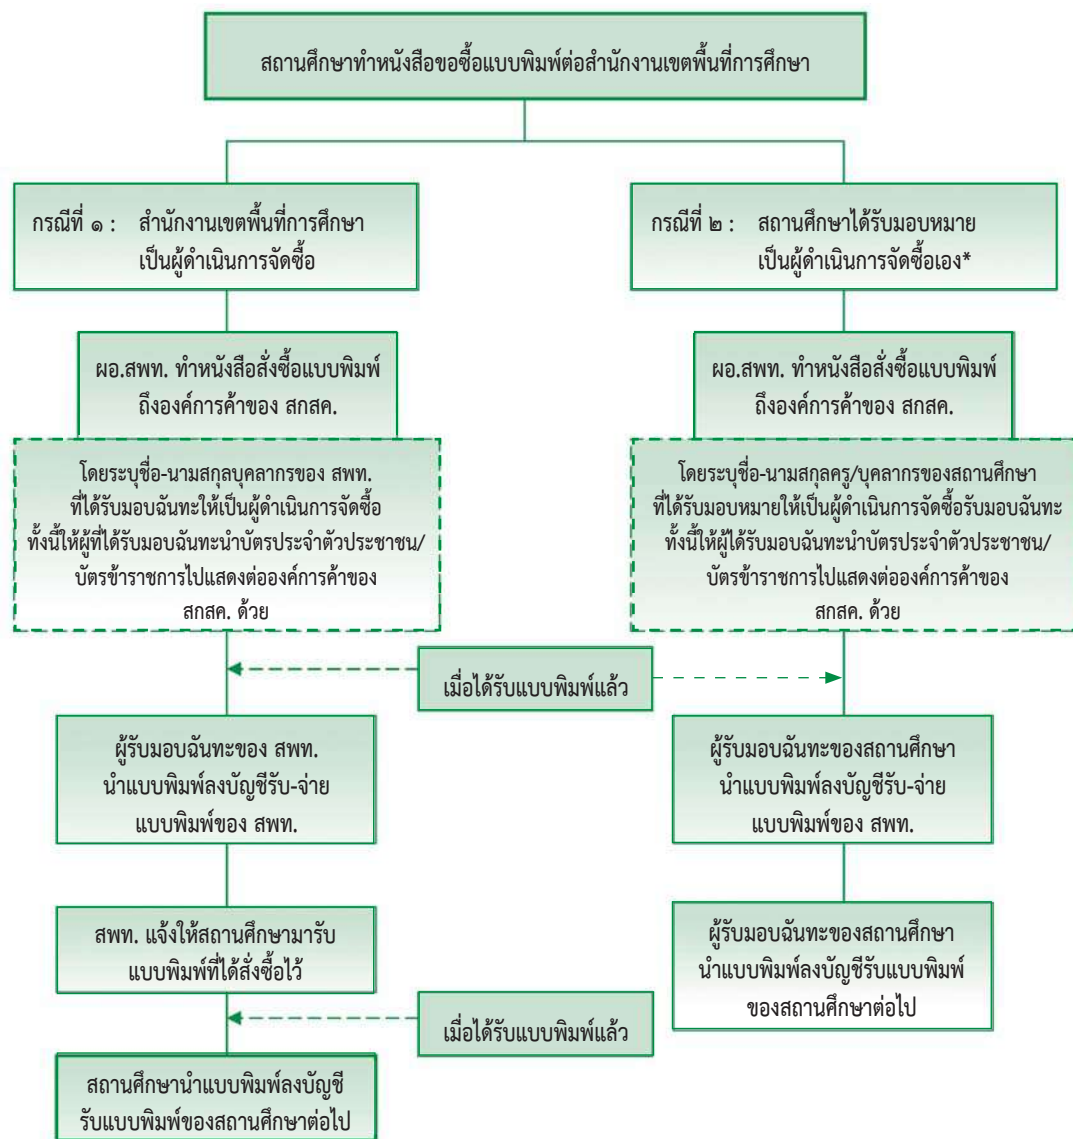 สถานศึกษาทำหนังสือขอซื้อแบบพิมพ์ต่อสำนักงานเขตพื้นที่การศึกษา
กรณีที่ ๑ : สำนักงานเขตพื้นที่การศึกษา
เป็นผู้ดำเนินการจัดซื้อ
กรณีที่ ๒ : สถานศึกษาได้รับมอบหมาย
เป็นผู้ดำเนินการจัดซื้อเอง*
ผอ.สพท. ทำหนังสือสั่งซื้อแบบพิมพ์
ถึงองค์การค้าของ สกสค.
ผอ.สพท. ทำหนังสือสั่งซื้อแบบพิมพ์
ถึงองค์การค้าของ สกสค.
โดยระบุชื่อ-นามสกุลบุคลากรของ สพท.
ที่ได้รับมอบฉันทะให้เป็นผู้ดำเนินการจัดซื้อ
ทั้งนี้ให้ผู้ที่ได้รับมอบฉันทะนำบัตรประจำตัวประชาชน/
บัตรข้าราชการไปแสดงต่อองค์การค้าของ
สกสค. ด้วย
โดยระบุชื่อ-นามสกุลครู/บุคลากรของสถานศึกษา
ที่ได้รับมอบหมายให้เป็นผู้ดำเนินการจัดซื้อรับมอบฉันทะ
ทั้งนี้ให้ผู้ได้รับมอบฉันทะนำบัตรประจำตัวประชาชน/
บัตรข้าราชการไปแสดงต่อองค์การค้าของ
สกสค. ด้วย
เมื่อได้รับแบบพิมพ์แล้ว
ผู้รับมอบฉันทะของ สพท.
นำแบบพิมพ์ลงบัญชีรับ-จ่าย
แบบพิมพ์ของ สพท.
ผู้รับมอบฉันทะของสถานศึกษา
นำแบบพิมพ์ลงบัญชีรับ-จ่าย
แบบพิมพ์ของ สพท.
สพท. แจ้งให้สถานศึกษามารับ
แบบพิมพ์ที่ได้สั่งซื้อไว้
ผู้รับมอบฉันทะของสถานศึกษา
นำแบบพิมพ์ลงบัญชีรับแบบพิมพ์
ของสถานศึกษาต่อไป
เมื่อได้รับแบบพิมพ์แล้ว
สถานศึกษานำแบบพิมพ์ลงบัญชี
รับแบบพิมพ์ของสถานศึกษาต่อไป